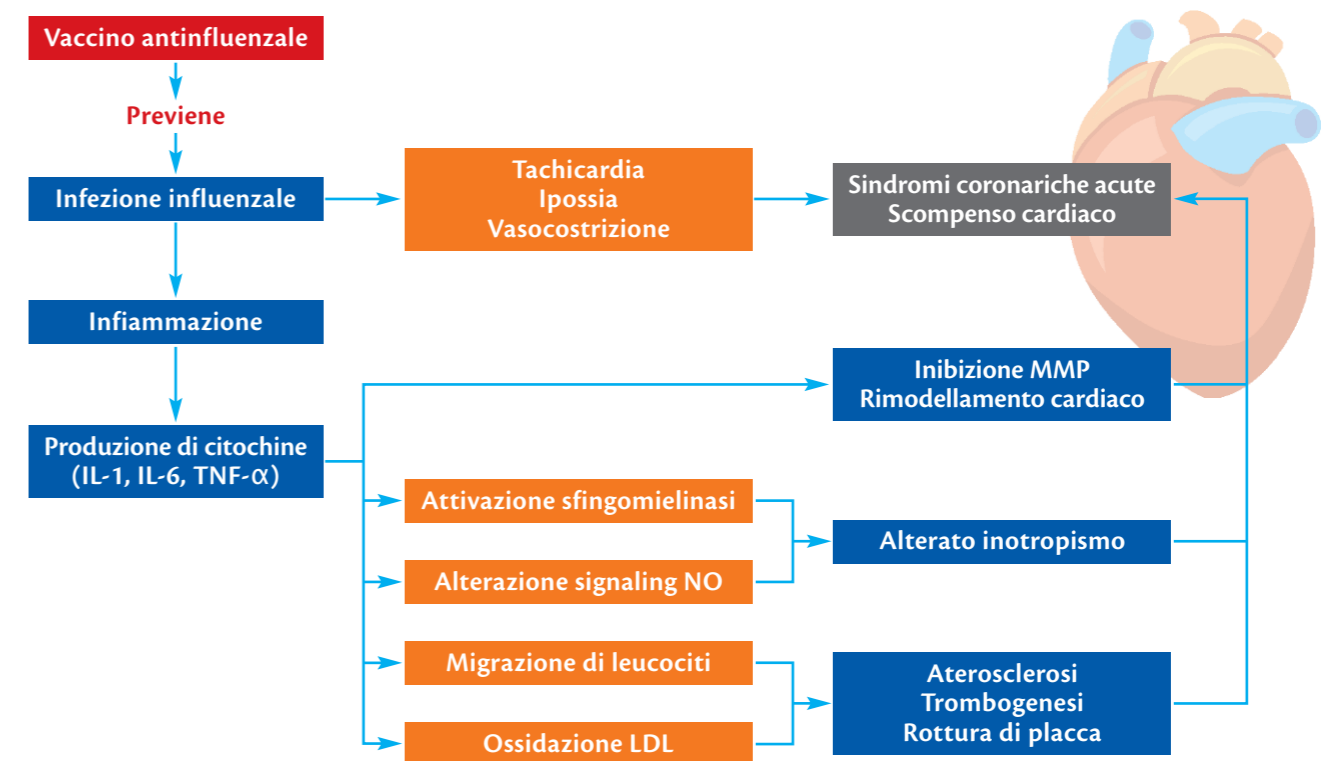 Vaccino antinfluenzale
Previene
Infezione influenzale
Tachicardia
Ipossia
Vasocostrizione
Sindromi coronariche acute
Scompenso cardiaco
Infiammazione
Inibizione MMP
Rimodellamento cardiaco
Produzione di citochine
(IL-1, IL-6, TNF-α)
Attivazione sfingomielinasi
Alterato inotropismo
Alterazione signaling NO
Migrazione di leucociti
Aterosclerosi
Trombogenesi
Rottura di placca
Ossidazione LDL